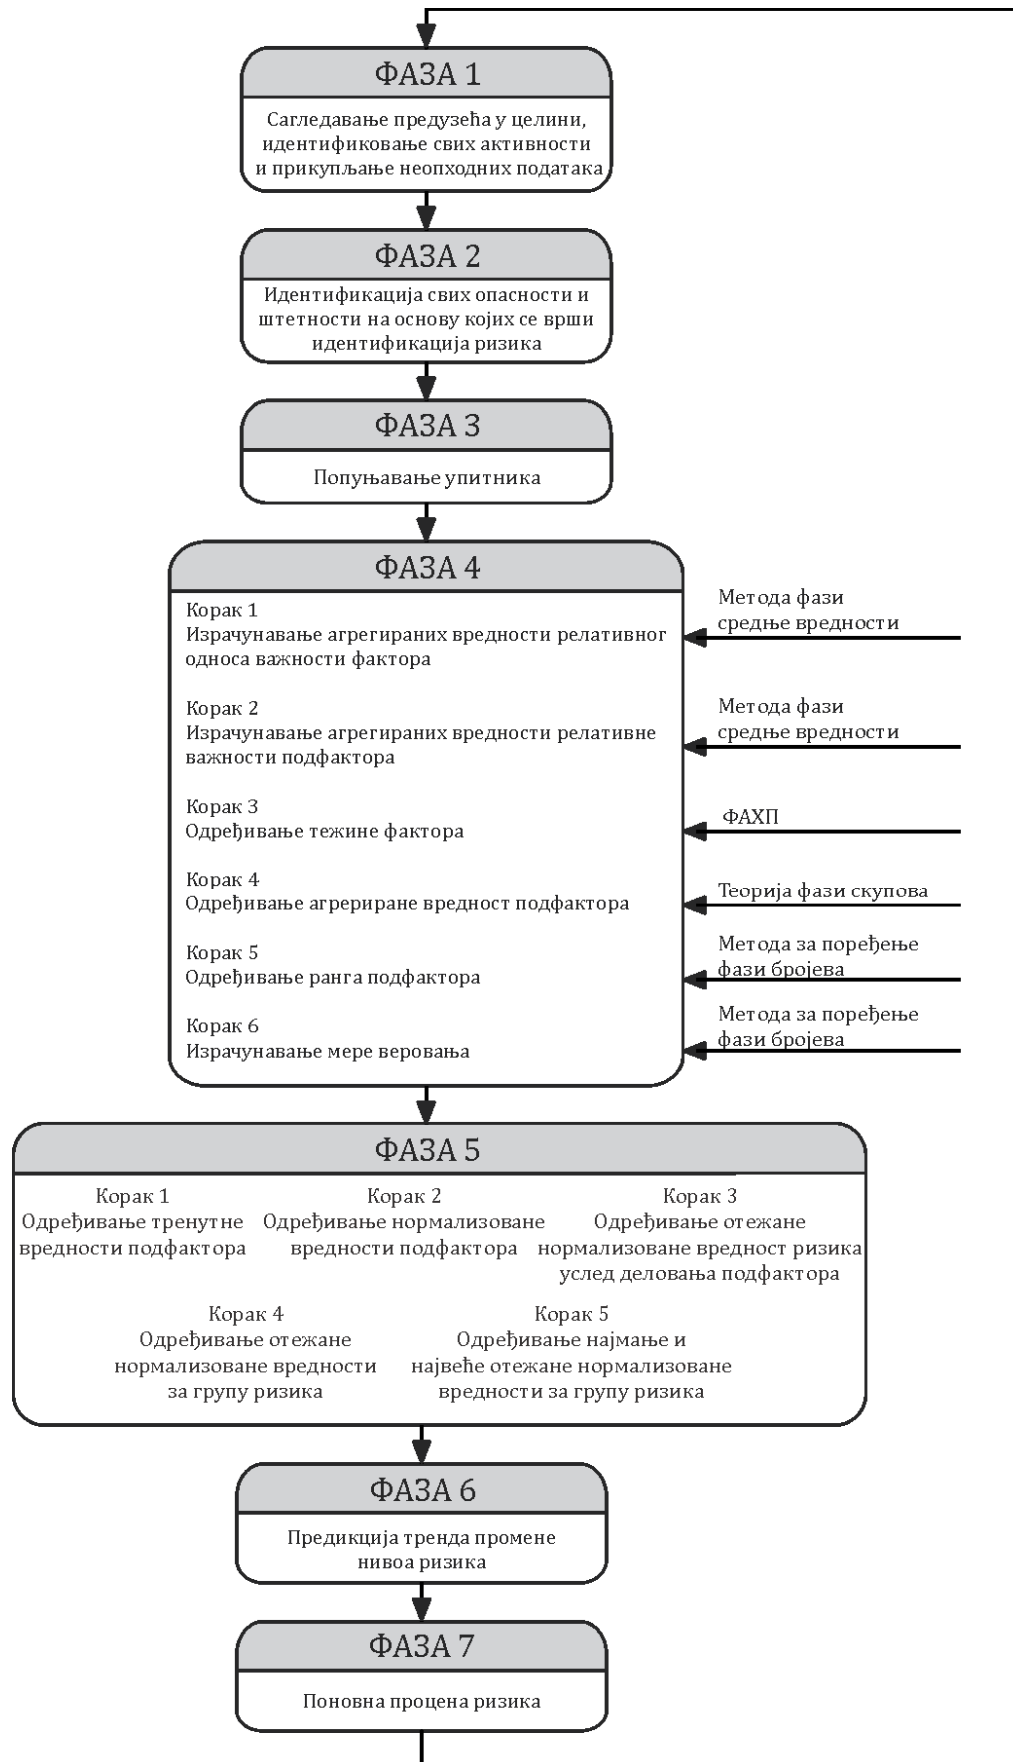 ФАЗА 1
Сагледавање предузећа у целини,
идентификовање свих активности
и прикупљање неопходних података
ФАЗА 2
Идентификација свих опасности и
штетности на основу којих се врши
идентификација ризика
ФАЗА 3
Попуњавање упитника
ФАЗА 4
Корак 1
Израчунавање агрегираних вредности релативног
односа важности фактора
Метода фази
средње вредности
Корак 2
Израчунавање агрегираних вредности релативне
важности подфактора
Метода фази
средње вредности
Корак 3
Одређивање тежине фактора
ФАХП
Корак 4
Одређивање агрериране вредност подфактора
Теорија фази скупова
Корак 5
Одређивање ранга подфактора
Метода за поређење
фази бројева
Корак 6
Израчунавање мере веровања
Метода за поређење
фази бројева
ФАЗА 5
Корак 1
Одређивање тренутне
вредности подфактора
Корак 2
Одређивање нормализоване
вредности подфактора
Корак 3
Одређивање отежане
нормализоване вредност ризика
услед деловања подфактора
Корак 4
Одређивање отежане
нормализоване вредности
за групу ризика
Корак 5
Одређивање најмање и
највеће отежане нормализоване
вредности за групу ризика
ФАЗА 6
Предикција тренда промене
нивоа ризика
ФАЗА 7
Поновна процена ризика